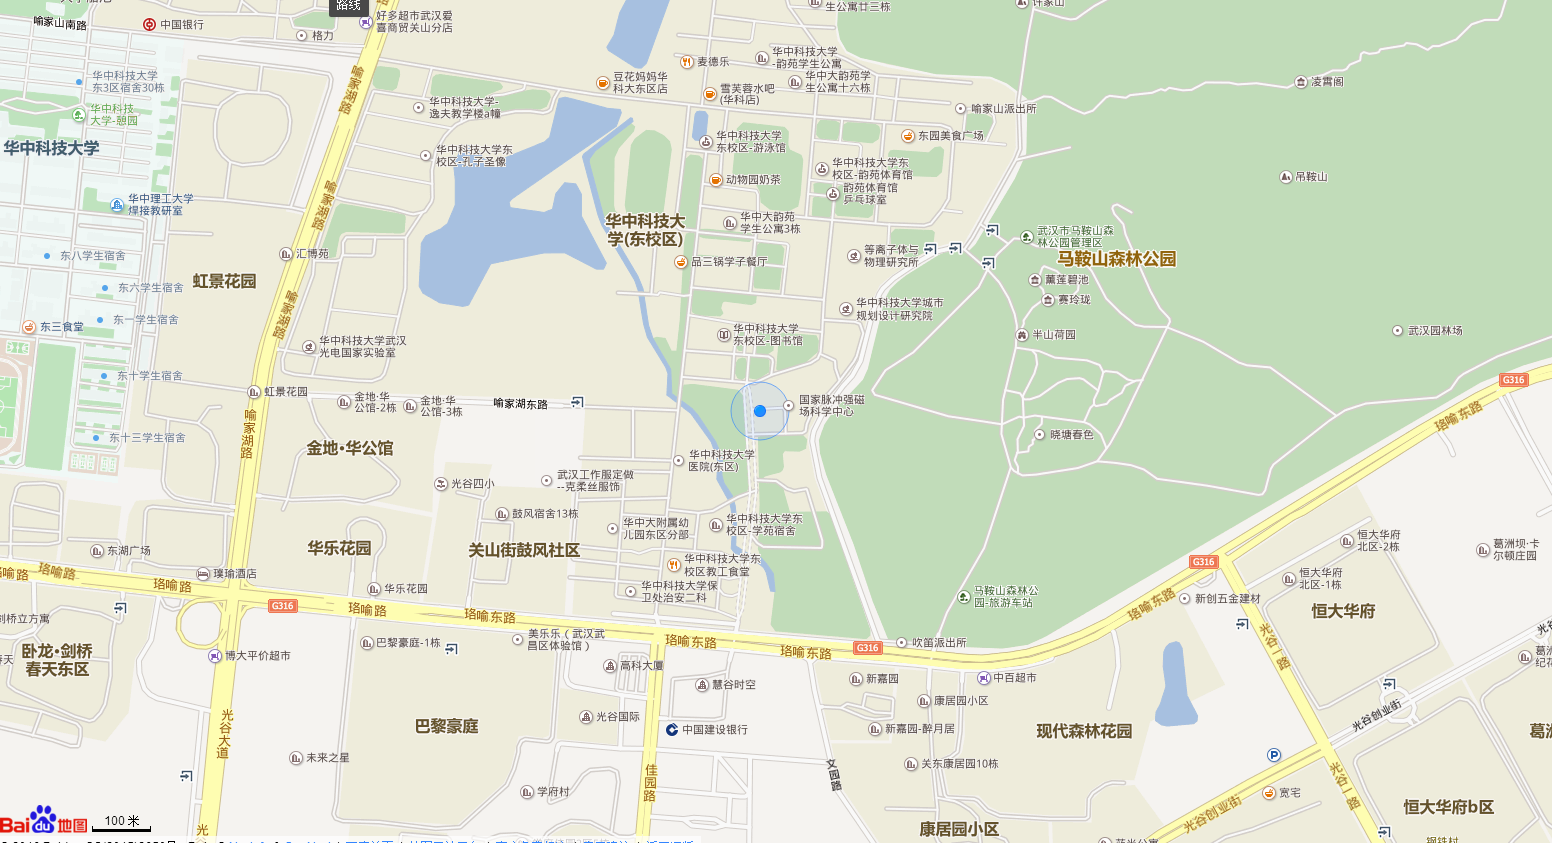 路线
喻家山南路
中国银行
好多超市武汉爱
喜商贸关山分店
格力
生公寓廿三栋
许家山
华中科技大学
东3区宿舍30栋
华中科技
大学-憩园
华中科技大学
华中理工大学
焊接教研室
东八学生宿舍
东六学生宿舍
东一学生宿舍
东三食堂
东十学生宿舍
东十三学生宿舍
喻家湖路
喻家湖路
喻家湖路
喻家湖路
华中科技大学-
逸夫教学楼a幢
华中科技大学东
校区-孔子圣像
豆花妈妈华
科大东区店
麦德乐
华中科技大学
-韵苑学生公寓
雪芙蓉水吧
(华科店)
华中大韵苑学
生公寓十六栋
喻家山派出所
凌霄阁
东园美食广场
华中科技大学
东校区-游泳馆
华中科技大学东
校区-韵苑体育馆
韵苑体育馆
乒乓球室
动物园奶茶
吊鞍山
华中科技大
学(东校区)
华中大韵苑
学生公寓3栋
品三锅学子餐厅
等离子体与
物理研究所
武汉市马鞍山森
林公园管理区
马鞍山森林公园
薰莲碧池
赛玲珑
半山荷园
武汉园林场
汇博苑
虹景花园
华中科技大学武汉
光电国家实验室
华中科技大学城市
规划设计研究院
华中科技大学
东校区-图书馆
虹景花园
金地·华
公馆-2栋
金地·华
公馆-3栋
喻家湖东路
国家脉冲强磁
场科学中心
G316
珞喻东路
晓塘春色
金地·华公馆
华中科技大学
医院(东区)
武汉工作服定做
--克柔丝服饰
光谷四小
鼓风宿舍13栋
华中大附属幼
儿园东区分部
华中科技大学东
校区-学苑宿舍
华中科技大学东
校区教工食堂
华中科技大学保
卫处治安二科
东湖广场
华乐花园
关山街鼓风社区
璞瑜酒店
华乐花园
珞喻路
珞喻路
珞喻路
G316
珞喻路
珞喻东路
珞喻东路
珞喻东路
G316
吹笛派出所
马鞍山森林公
园-旅游车站
珞喻东路
G316
新创五金建材
恒大华府
北区-2栋
恒大华府
北区-1栋
恒大华府
葛洲坝·卡
尔顿庄园
剑桥立方寓
卧龙·剑桥
春天东区
博大平价超市
巴黎豪庭-1栋
美乐乐（武汉武
昌区体验馆）
高科大厦
慧谷时空
光谷国际
中国建设银行
新嘉园
中百超市
康居园小区
新嘉园-醉月居
现代森林花园
光谷一路
光谷创业街
光谷大道
巴黎豪庭
未来之星
学府村
佳园路
文园路
关东康居园10栋
康居园小区
宽宅
光谷创业街
光谷一路
恒大华府b区
Bai du 地图
100 米